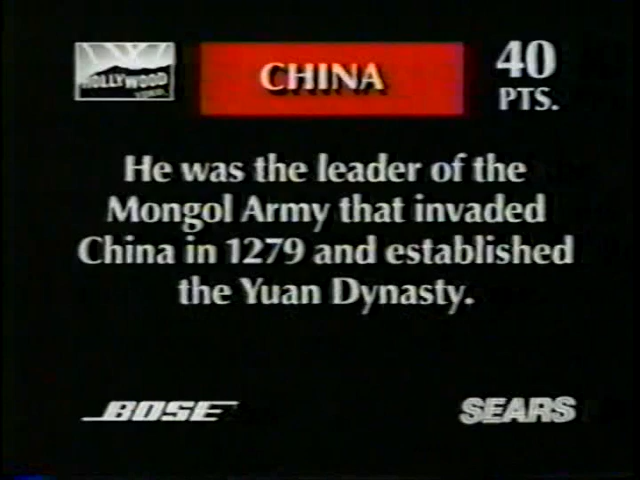 HOLLYWOOD
VIDEO
CHINA
40
PTS.
He was the leader of the
Mongol Army that invaded
China in 1279 and established
the Yuan Dynasty.
BOSE
SEARS